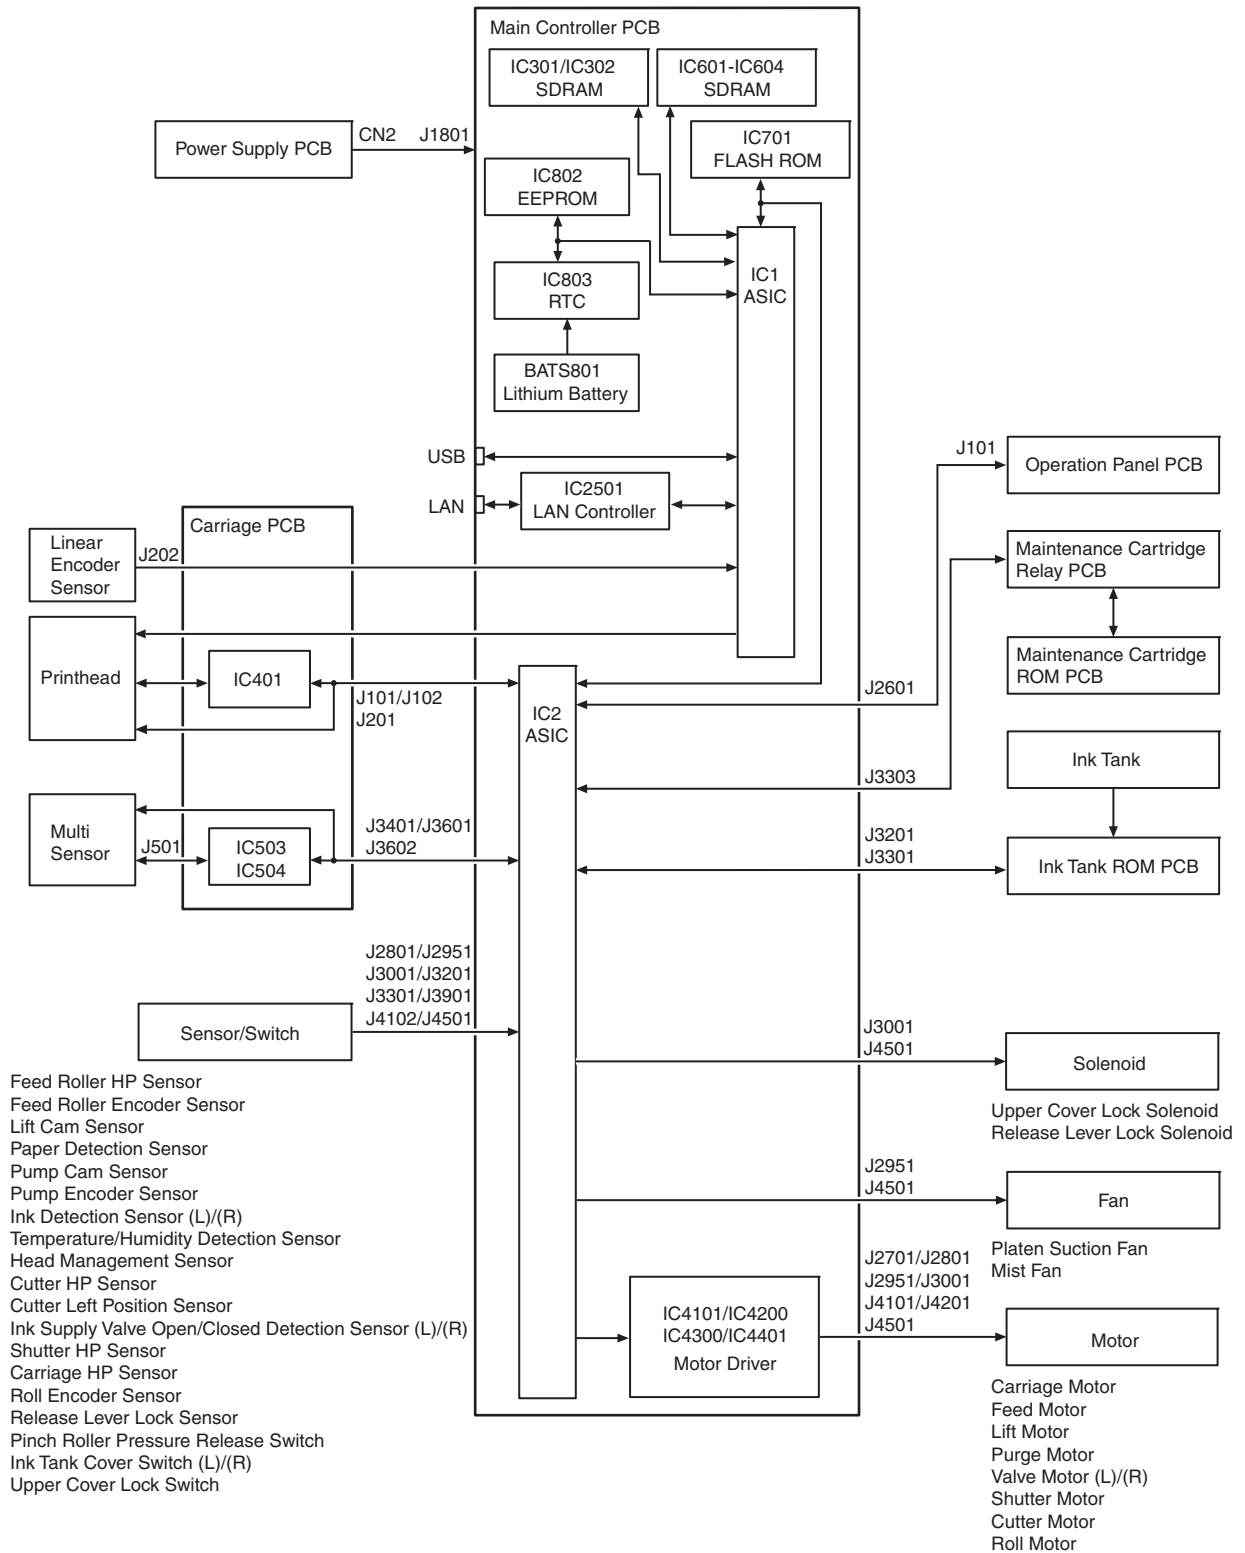 Main Controller PCB
IC301/IC302
SDRAM
IC601-IC604
SDRAM
Power Supply PCB
CN2
J1801
IC701
FLASH ROM
IC802
EEPROM
IC803
RTC
IC1
ASIC
BATS801
Lithium Battery
USB
LAN
IC2501
LAN Controller
J101
Operation Panel PCB
Carriage PCB
Linear
Encoder
Sensor
J202
Maintenance Cartridge
Relay PCB
Printhead
IC401
J101/J102
J201
IC2
ASIC
J2601
Maintenance Cartridge
ROM PCB
Ink Tank
J3303
Multi
Sensor
J501
IC503
IC504
J3401/J3601
J3602
J3201
J3301
Ink Tank ROM PCB
J2801/J2951
J3001/J3201
J3301/J3901
J4102/J4501
Sensor/Switch
J3001
J4501
Solenoid
Upper Cover Lock Solenoid
Release Lever Lock Solenoid
Feed Roller HP Sensor
Feed Roller Encoder Sensor
Lift Cam Sensor
Paper Detection Sensor
Pump Cam Sensor
Pump Encoder Sensor
Ink Detection Sensor (L)/(R)
Temperature/Humidity Detection Sensor
Head Management Sensor
Cutter HP Sensor
Cutter Left Position Sensor
Ink Supply Valve Open/Closed Detection Sensor (L)/(R)
Shutter HP Sensor
Carriage HP Sensor
Roll Encoder Sensor
Release Lever Lock Sensor
Pinch Roller Pressure Release Switch
Ink Tank Cover Switch (L)/(R)
Upper Cover Lock Switch
J2951
J4501
Fan
Platen Suction Fan
Mist Fan
IC4101/IC4200
IC4300/IC4401
Motor Driver
J2701/J2801
J2951/J3001
J4101/J4201
J4501
Motor
Carriage Motor
Feed Motor
Lift Motor
Purge Motor
Valve Motor (L)/(R)
Shutter Motor
Cutter Motor
Roll Motor